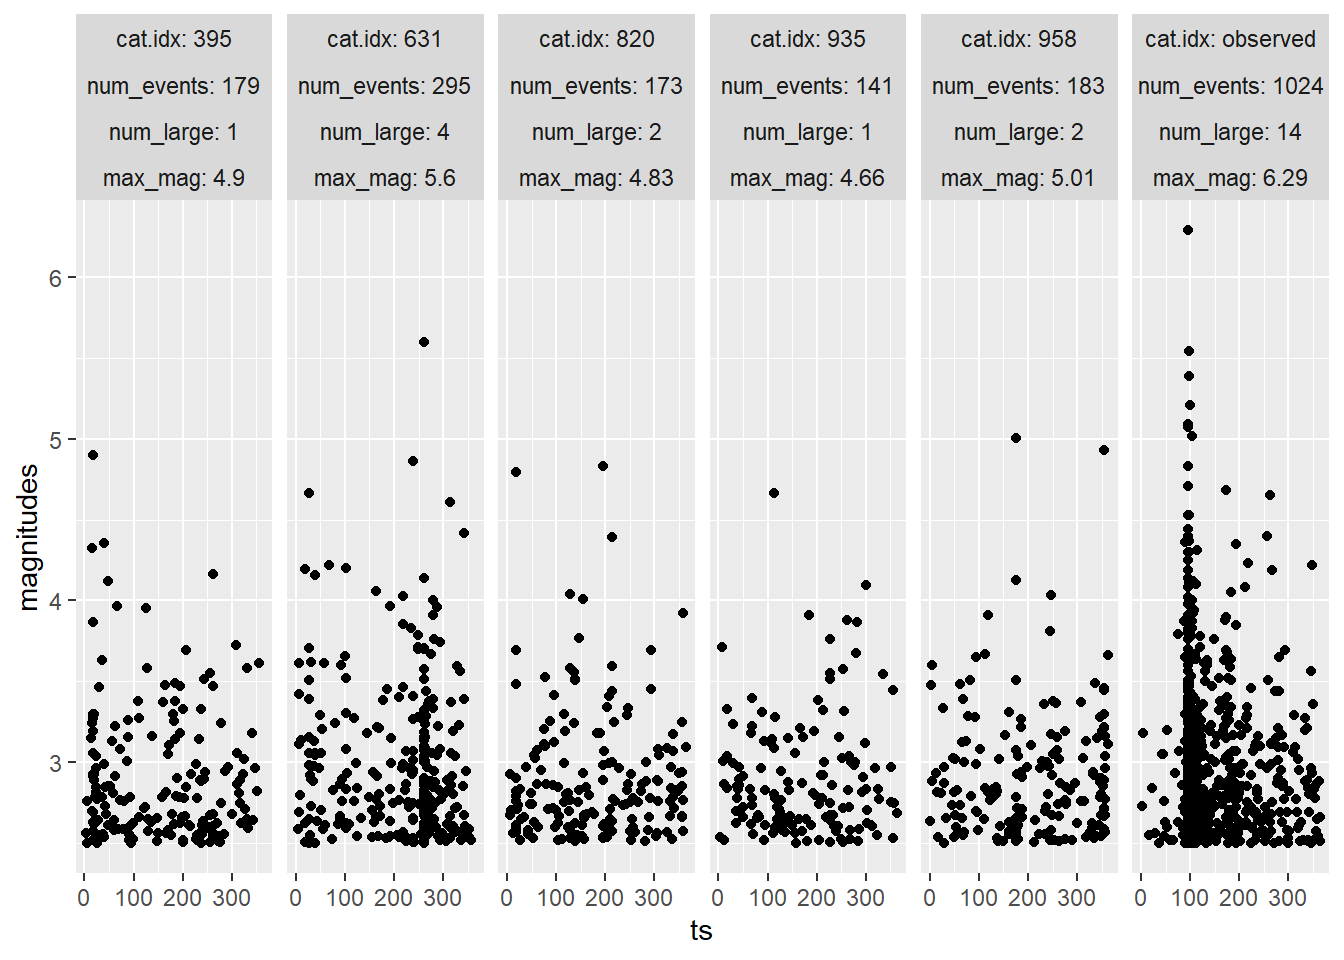 cat.idx: 395 cat.idx: 631 cat.idx: 820 cat.idx: 935 cat.idx: 958 cat.idx: observed
num_events: 179 num_events: 295 num_events: 173 num_events: 141 num_events: 183 num_events: 1024
num_large: 1 num_large: 4 num_large: 2 num_large: 1 num_large: 2 num_large: 14
max_mag: 4.9 max_mag: 5.6 max_mag: 4.83 max_mag: 4.66 max_mag: 5.01 max_mag: 6.29
6
5
4
3
magnitudes
0 100 200 300 0 100 200 300 0 100 200 300 0 100 200 300 0 100 200 300 0 100 200 300
ts